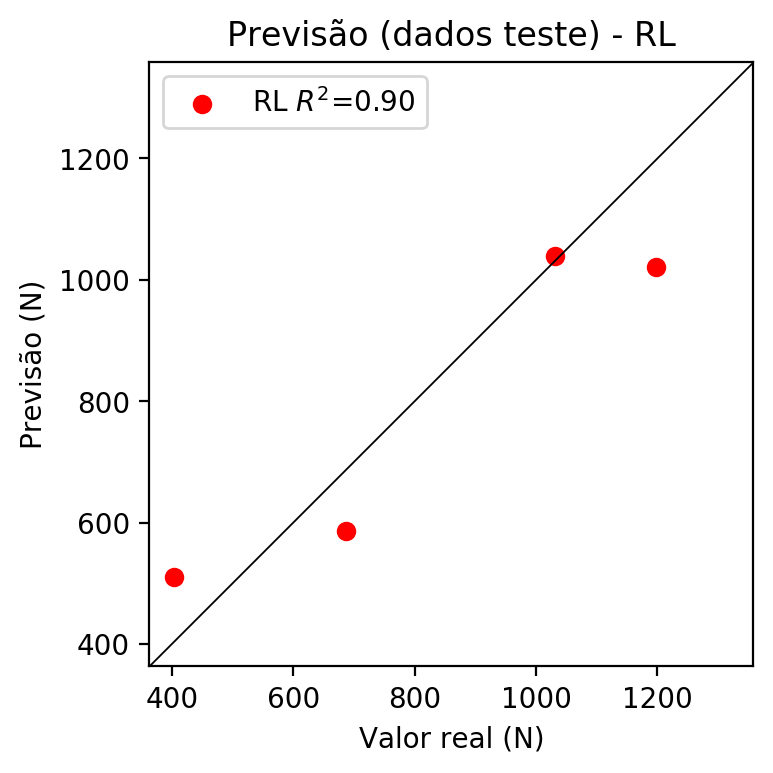 Previsão (dados teste) - RL
RL R²=0.90
1200
1000
800
600
400
Previsão (N)
400 600 800 1000 1200
Valor real (N)